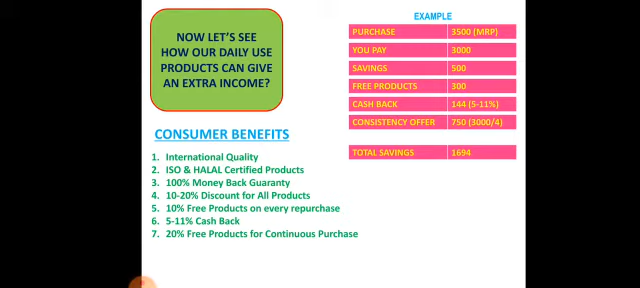 NOW LET'S SEE
HOW OUR DAILY USE
PRODUCTS CAN GIVE
AN EXTRA INCOME?
CONSUMER BENEFITS
1. International Quality
2. ISO & HALAL Certified Products
3. 100% Money Back Guaranty
4. 10-20% Discount for All Products
5. 10% Free Products on every repurchase
6. 5-11% Cash Back
7. 20% Free Products for Continuous Purchase
EXAMPLE
PURCHASE 3500 (MRP)
YOU PAY 3000
SAVINGS 500
FREE PRODUCTS 300
CASH BACK 144 (5-11%)
CONSISTENCY OFFER 750 (3000/4)
TOTAL SAVINGS 1694